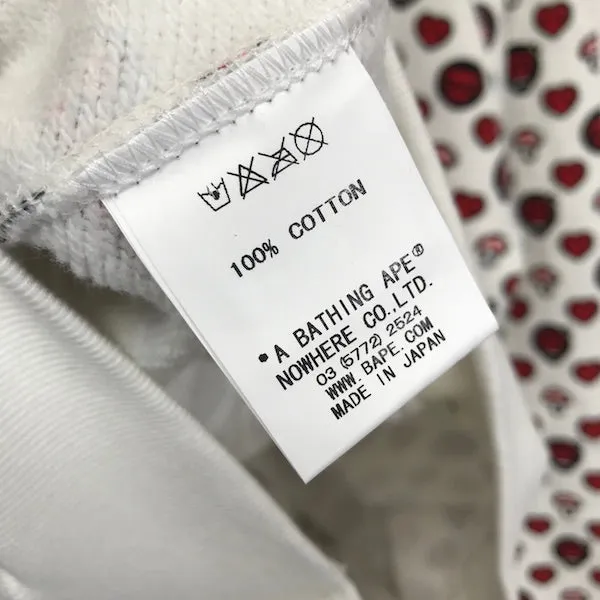 100% COTTON
•A BATHING APE®
NOWHERE CO.,LTD.
03 (5772) 2524
WWW.BAPE.COM
MADE IN JAPAN